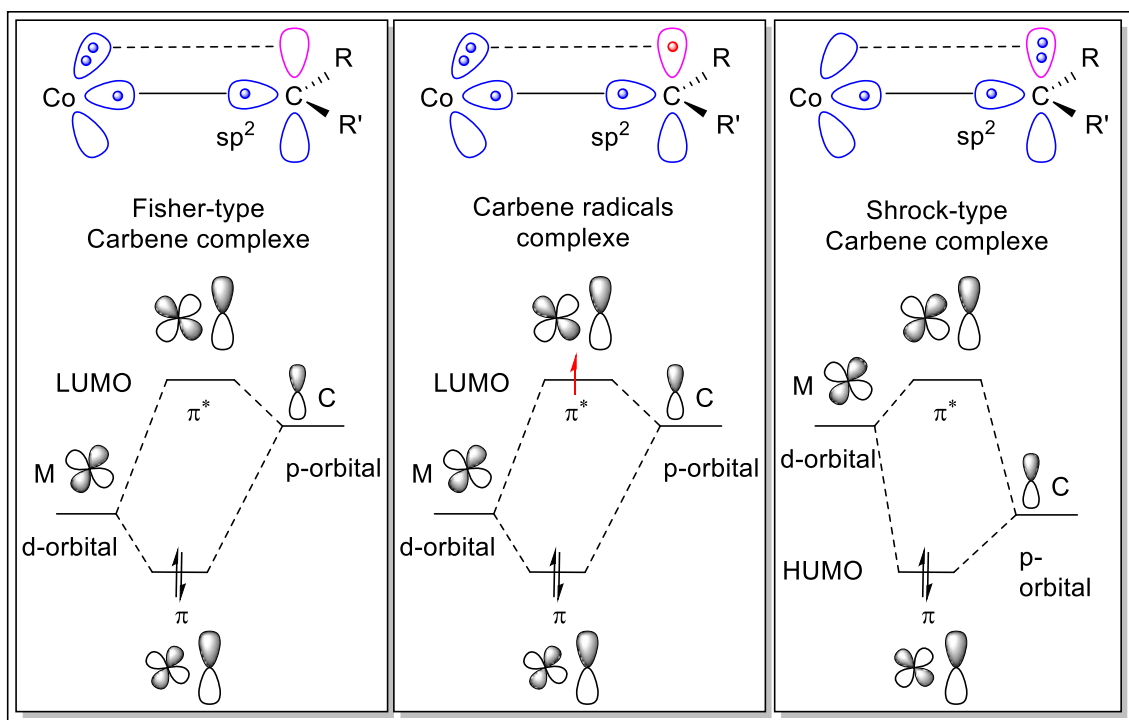 Co
C
R
R'
sp2
Fisher-type
Carbene complexe
LUMO
π*
C
M
p-orbital
d-orbital
π
Co
C
R
R'
sp2
Carbene radicals
complexe
LUMO
π*
C
M
p-orbital
d-orbital
π
Co
C
R
R'
sp2
Shrock-type
Carbene complexe
M
π*
d-orbital
C
HUMO
p-
orbital
π